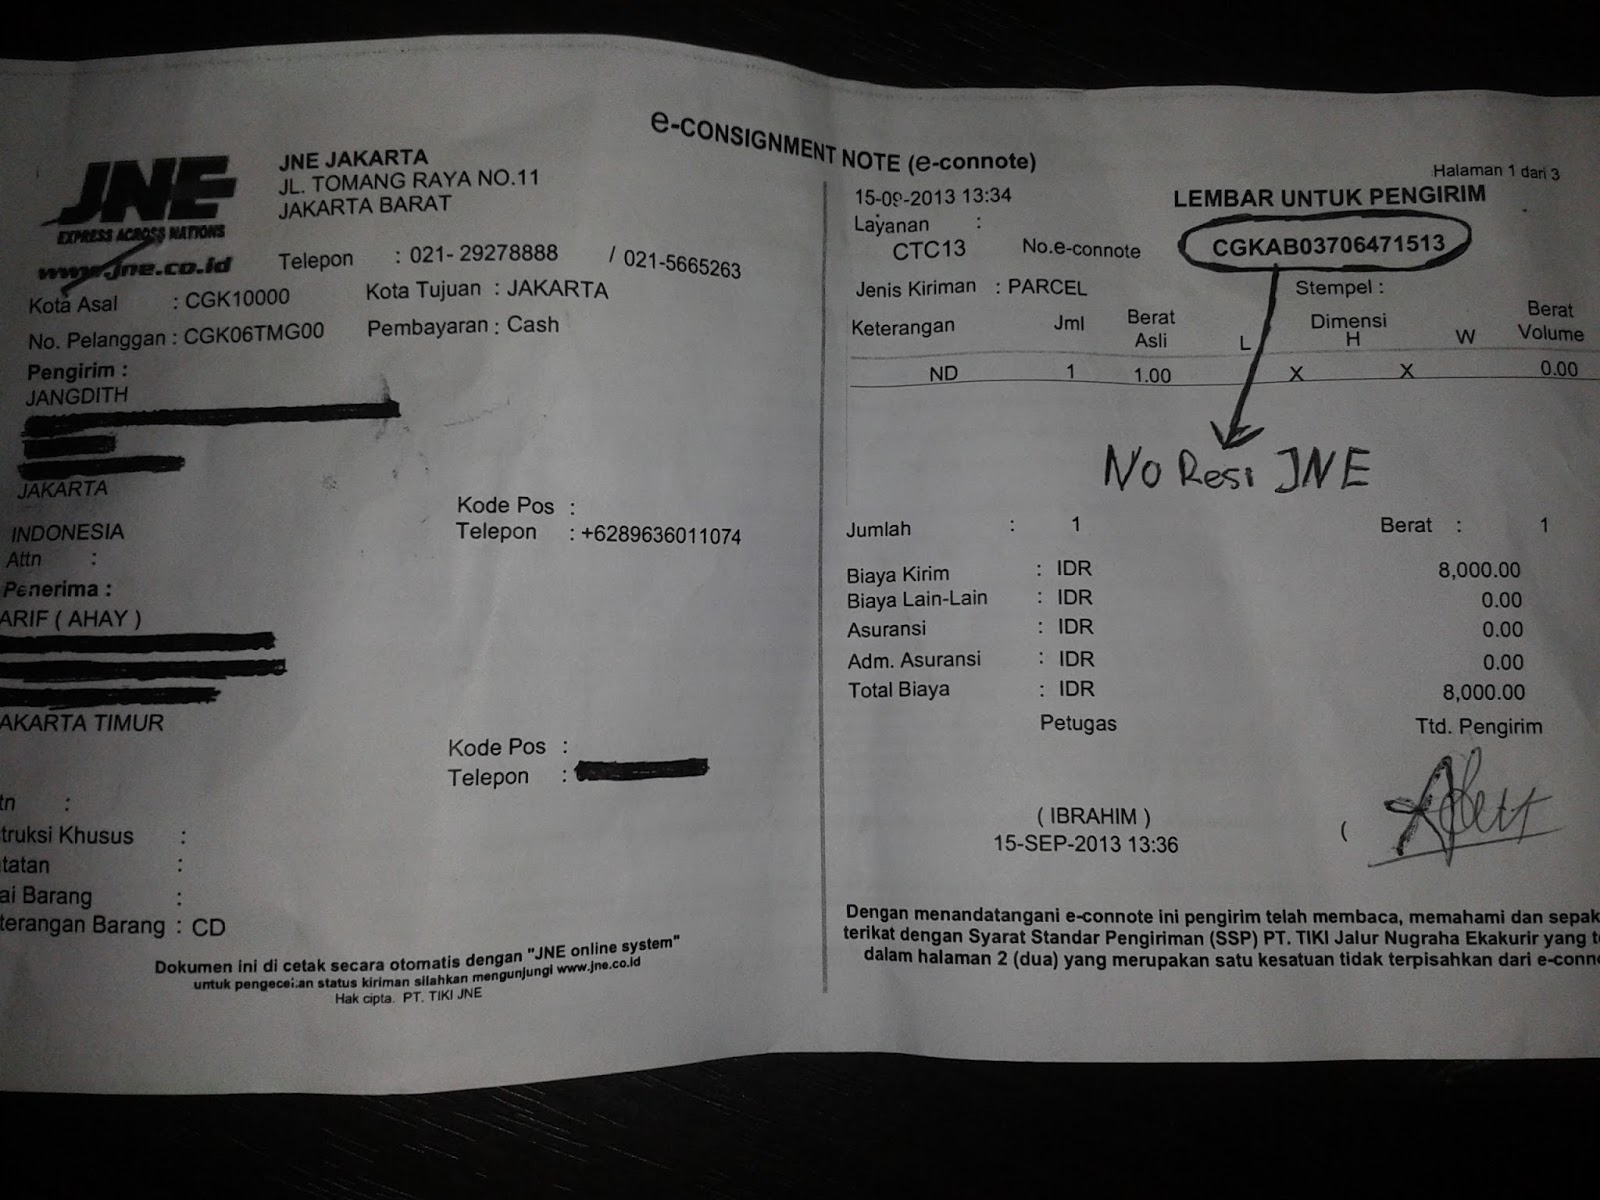 e-CONSIGNMENT NOTE (e-connote)
JNE
EXPRESS ACROSS NATIONS
www.jne.co.id
JNE JAKARTA
JL. TOMANG RAYA NO.11
JAKARTA BARAT
Telepon : 021- 29278888 / 021-5665263
Kota Asal : CGK10000 Kota Tujuan : JAKARTA
No. Pelanggan : CGK06TMG00 Pembayaran : Cash
Pengirim :
JANGDITH
JAKARTA
Kode Pos :
INDONESIA Telepon : +6289636011074
Attn :
Penerima :
ARIF ( AHAY )
AKARTA TIMUR
Kode Pos :
Telepon :
tn :
truksi Khusus :
tatan :
ai Barang :
terangan Barang : CD
Dokumen ini di cetak secara otomatis dengan "JNE online system"
untuk pengecekan status kiriman silahkan mengunjungi www.jne.co.id
Hak cipta. PT. TIKI JNE
Halaman 1 dari 3
15-09-2013 13:34 LEMBAR UNTUK PENGIRIM
Layanan :
CTC13 No.e-connote CGKAB03706471513
Jenis Kiriman : PARCEL Stempel :
Keterangan Jml Berat Asli L Dimensi H W Berat Volume
ND 1 1.00 X X 0.00
No Resi JNE
Jumlah : 1 Berat : 1
Biaya Kirim : IDR 8,000.00
Biaya Lain-Lain : IDR 0.00
Asuransi : IDR 0.00
Adm. Asuransi : IDR 0.00
Total Biaya : IDR 8,000.00
Petugas Ttd. Pengirim
( IBRAHIM ) (
15-SEP-2013 13:36
Dengan menandatangani e-connote ini pengirim telah membaca, memahami dan sepak
terikat dengan Syarat Standar Pengiriman (SSP) PT. TIKI Jalur Nugraha Ekakurir yang t
dalam halaman 2 (dua) yang merupakan satu kesatuan tidak terpisahkan dari e-conn